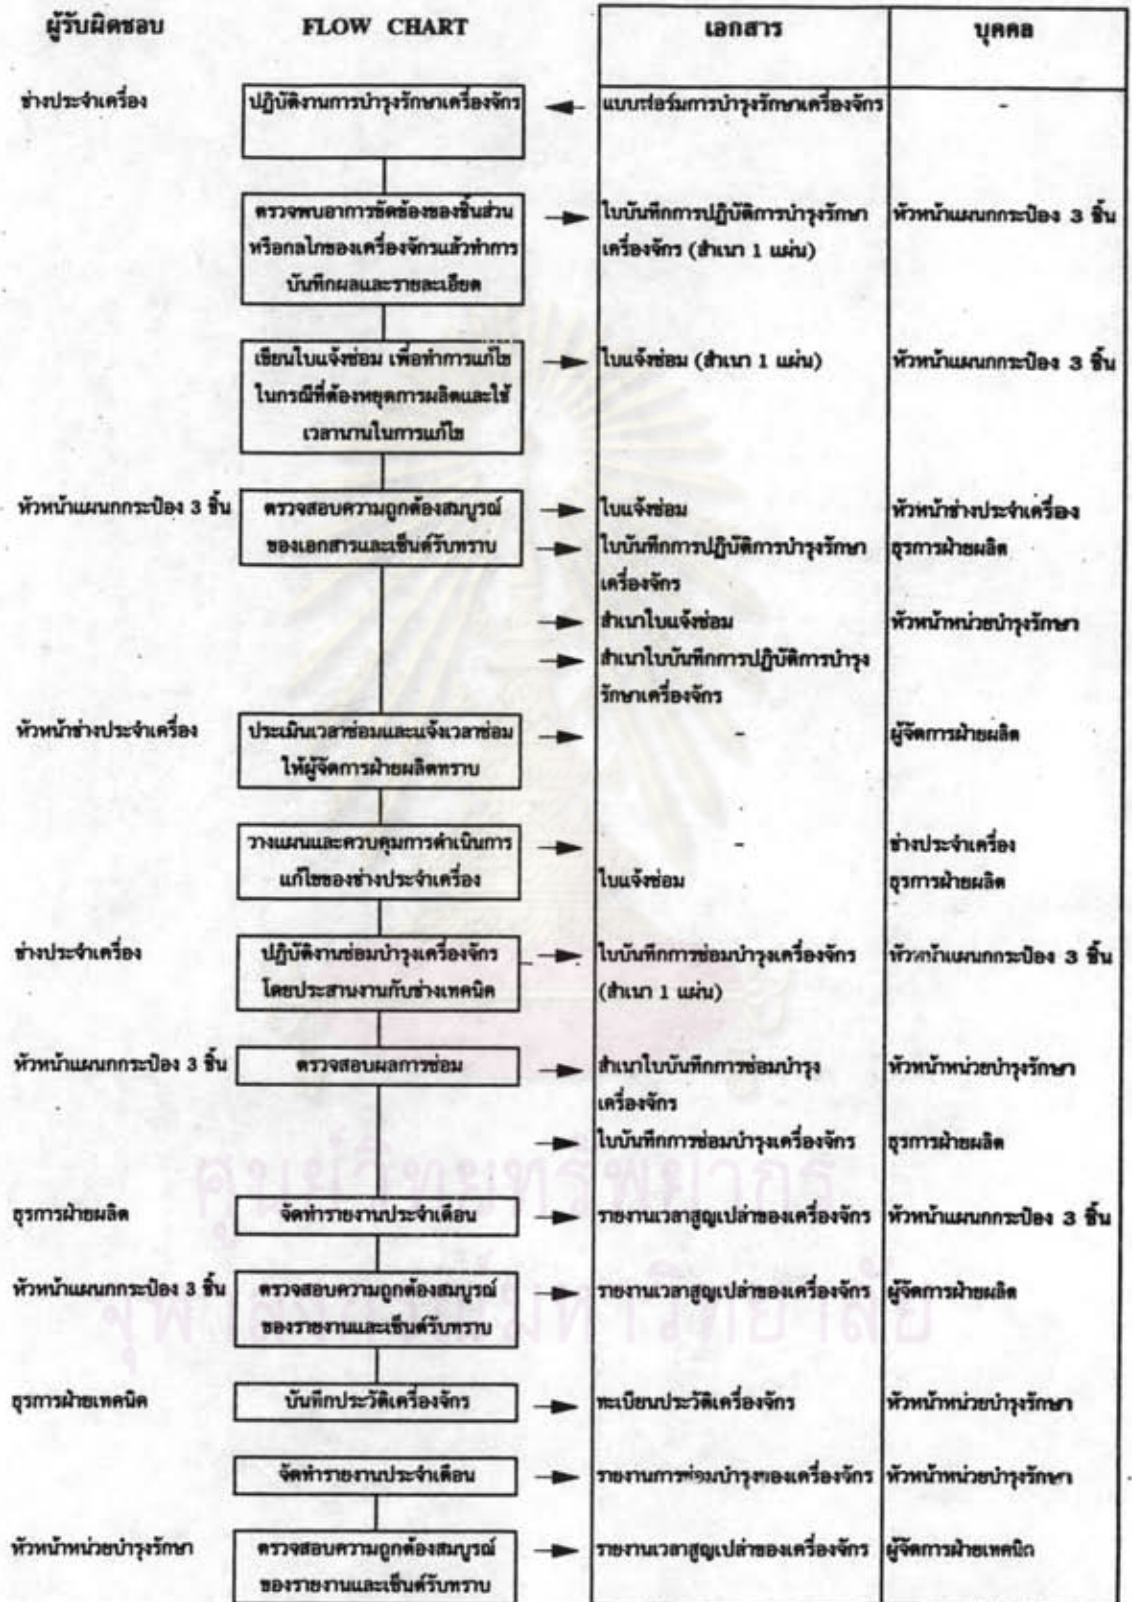 ผู้รับผิดชอบ FLOW CHART เอกสาร บุคคล
ช่างประจำเครื่อง ปฏิบัติงานการบำรุงรักษาเครื่องจักร แบบฟอร์มการบำรุงรักษาเครื่องจักร -
ตรวจพบอาการขัดข้องของชิ้นส่วน ใบบันทึกการปฏิบัติการบำรุงรักษา หัวหน้าแผนกกระป๋อง 3 ชิ้น
หรือกลไกของเครื่องจักรแล้วทำการ เครื่องจักร (สำเนา 1 แผ่น)
บันทึกผลและรายละเอียด
เขียนใบแจ้งซ่อม เพื่อทำการแก้ไข ใบแจ้งซ่อม (สำเนา 1 แผ่น) หัวหน้าแผนกกระป๋อง 3 ชิ้น
ในกรณีที่ต้องหยุดการผลิตและใช้
เวลานานในการแก้ไข
หัวหน้าแผนกกระป๋อง 3 ชิ้น ตรวจสอบความถูกต้องสมบูรณ์ ใบแจ้งซ่อม หัวหน้าช่างประจำเครื่อง
ของเอกสารและเซ็นต์รับทราบ ใบบันทึกการปฏิบัติการบำรุงรักษา ธุรการฝ่ายผลิต
เครื่องจักร
สำเนาใบแจ้งซ่อม หัวหน้าหน่วยบำรุงรักษา
สำเนาใบบันทึกการปฏิบัติการบำรุง
รักษาเครื่องจักร
หัวหน้าช่างประจำเครื่อง ประเมินเวลาซ่อมและแจ้งเวลาซ่อม - ผู้จัดการฝ่ายผลิต
ให้ผู้จัดการฝ่ายผลิตทราบ
วางแผนและควบคุมการดำเนินการ - ช่างประจำเครื่อง
แก้ไขของช่างประจำเครื่อง ใบแจ้งซ่อม ธุรการฝ่ายผลิต
ช่างประจำเครื่อง ปฏิบัติงานซ่อมบำรุงเครื่องจักร ใบบันทึกการซ่อมบำรุงเครื่องจักร หัวหน้าแผนกกระป๋อง 3 ชิ้น
โดยประสานงานกับช่างเทคนิค (สำเนา 1 แผ่น)
หัวหน้าแผนกกระป๋อง 3 ชิ้น ตรวจสอบผลการซ่อม สำเนาใบบันทึกการซ่อมบำรุง หัวหน้าหน่วยบำรุงรักษา
เครื่องจักร
ใบบันทึกการซ่อมบำรุงเครื่องจักร ธุรการฝ่ายผลิต
ศูนย์วิทยทรัพยากร
ธุรการฝ่ายผลิต จัดทำรายงานประจำเดือน รายงานเวลาสูญเปล่าของเครื่องจักร หัวหน้าแผนกกระป๋อง 3 ชิ้น
หัวหน้าแผนกกระป๋อง 3 ชิ้น ตรวจสอบความถูกต้องสมบูรณ์ รายงานเวลาสูญเปล่าของเครื่องจักร ผู้จัดการฝ่ายผลิต
ของรายงานและเซ็นต์รับทราบ
จุฬาลงกรณ์มหาวิทยาลัย
ธุรการฝ่ายเทคนิค บันทึกประวัติเครื่องจักร ทะเบียนประวัติเครื่องจักร หัวหน้าหน่วยบำรุงรักษา
จัดทำรายงานประจำเดือน รายงานการซ่อมบำรุงของเครื่องจักร หัวหน้าหน่วยบำรุงรักษา
หัวหน้าหน่วยบำรุงรักษา ตรวจสอบความถูกต้องสมบูรณ์ รายงานเวลาสูญเปล่าของเครื่องจักร ผู้จัดการฝ่ายเทคนิค
ของรายงานและเซ็นต์รับทราบ